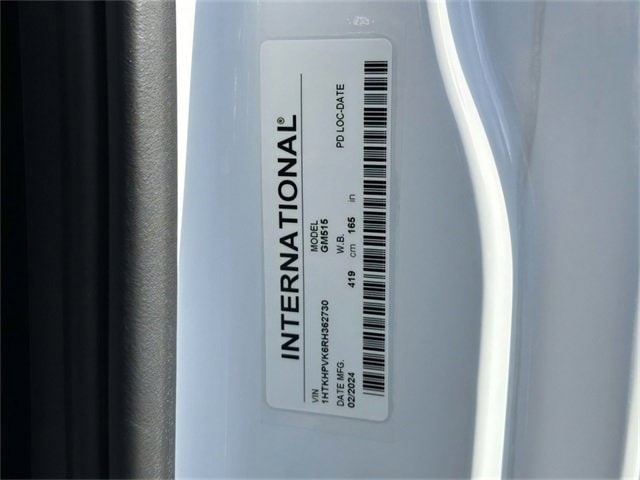 INTERNATIONAL®
VIN MODEL
1HTKHPVK6RH362730 GM515
DATE MFG. W.B. PD LOC-DATE
02/2024 419 cm 165 in